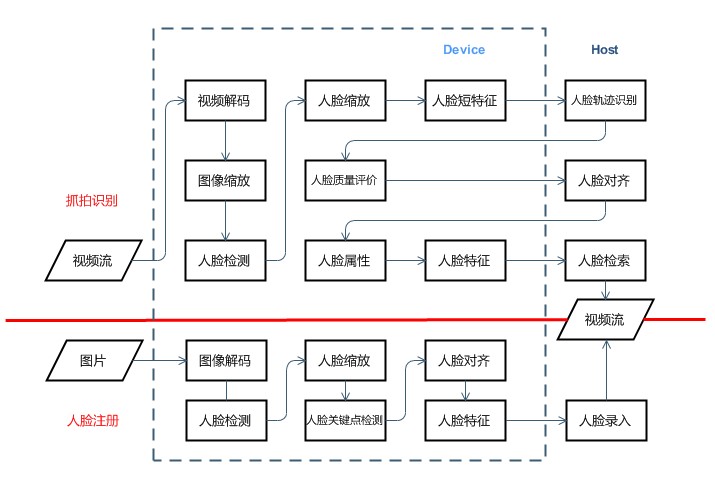 Device
Host
视频解码
人脸缩放
人脸短特征
人脸轨迹识别
图像缩放
人脸质量评价
人脸对齐
抓拍识别
视频流
人脸检测
人脸属性
人脸特征
人脸检索
视频流
图片
图像解码
人脸缩放
人脸对齐
人脸注册
人脸检测
人脸关键点检测
人脸特征
人脸录入